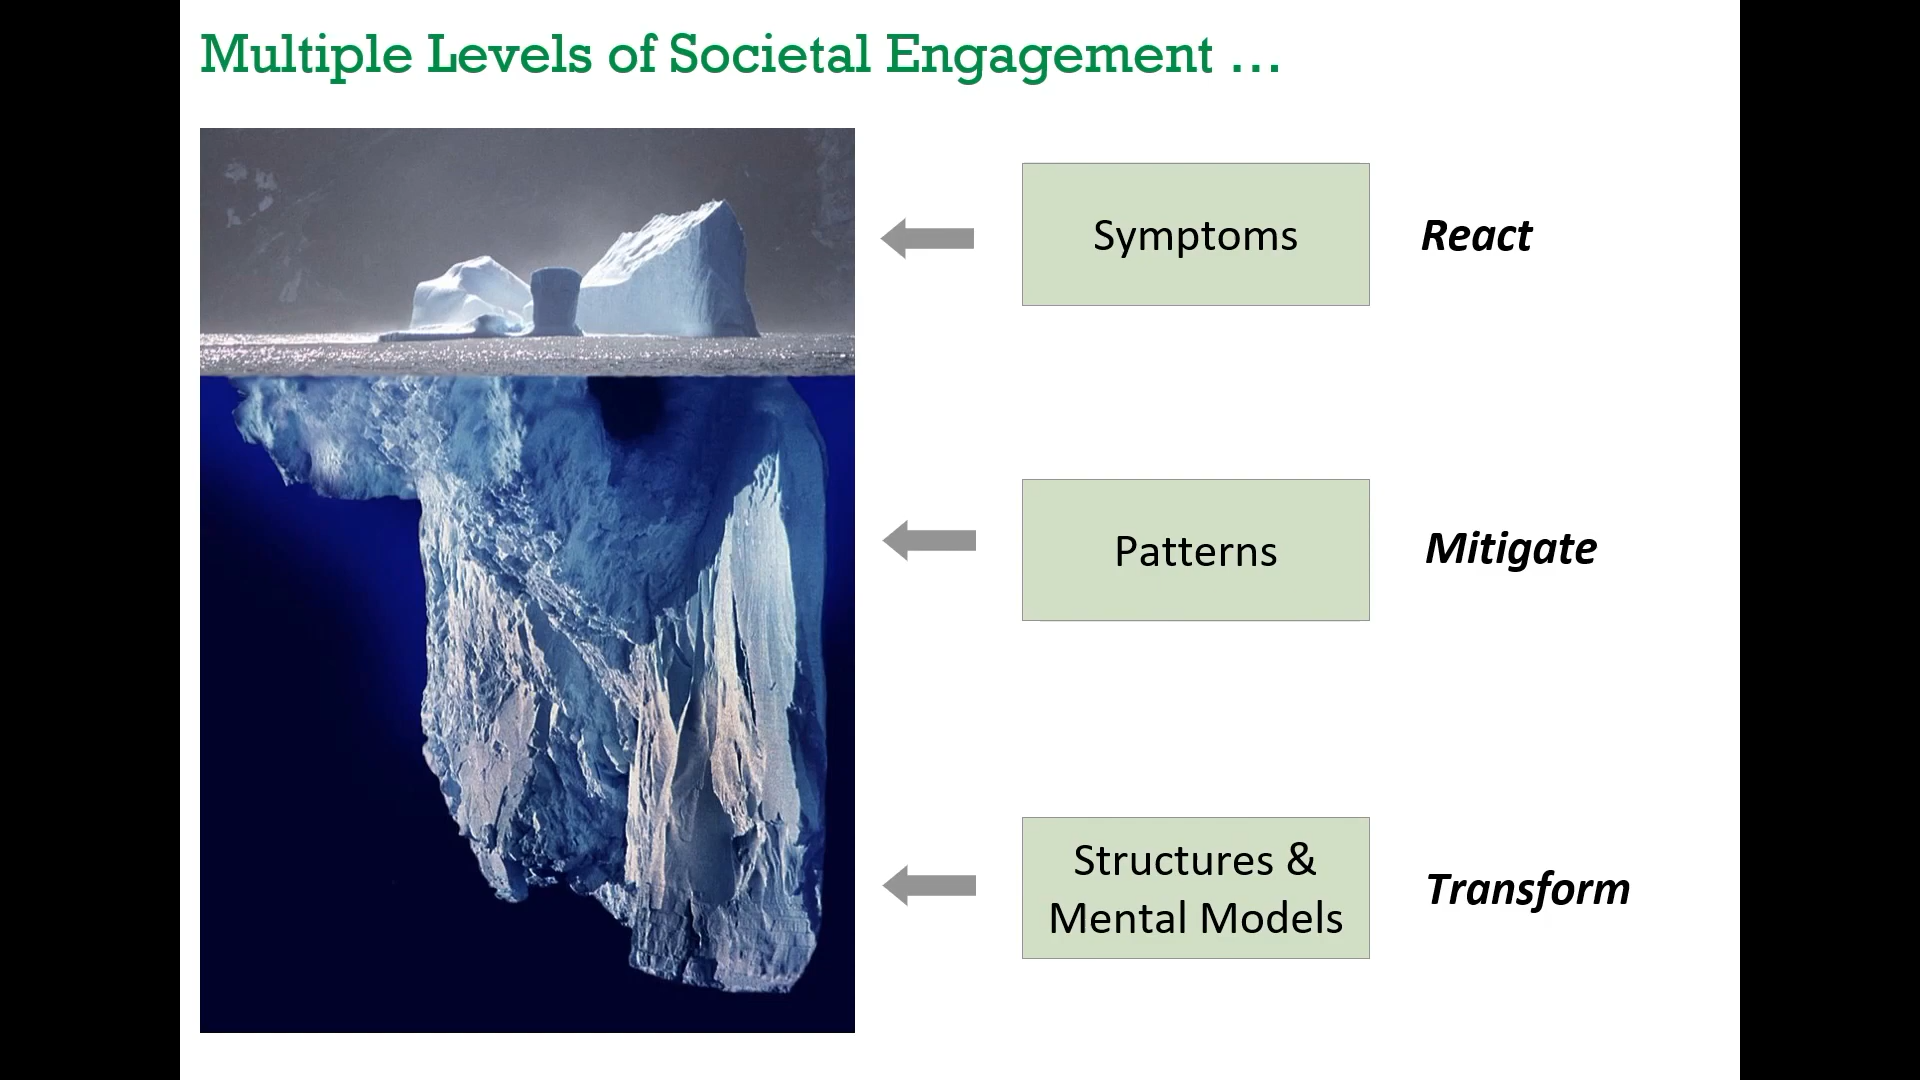 Multiple Levels of Societal Engagement …
Symptoms
React
Patterns
Mitigate
Structures &
Mental Models
Transform